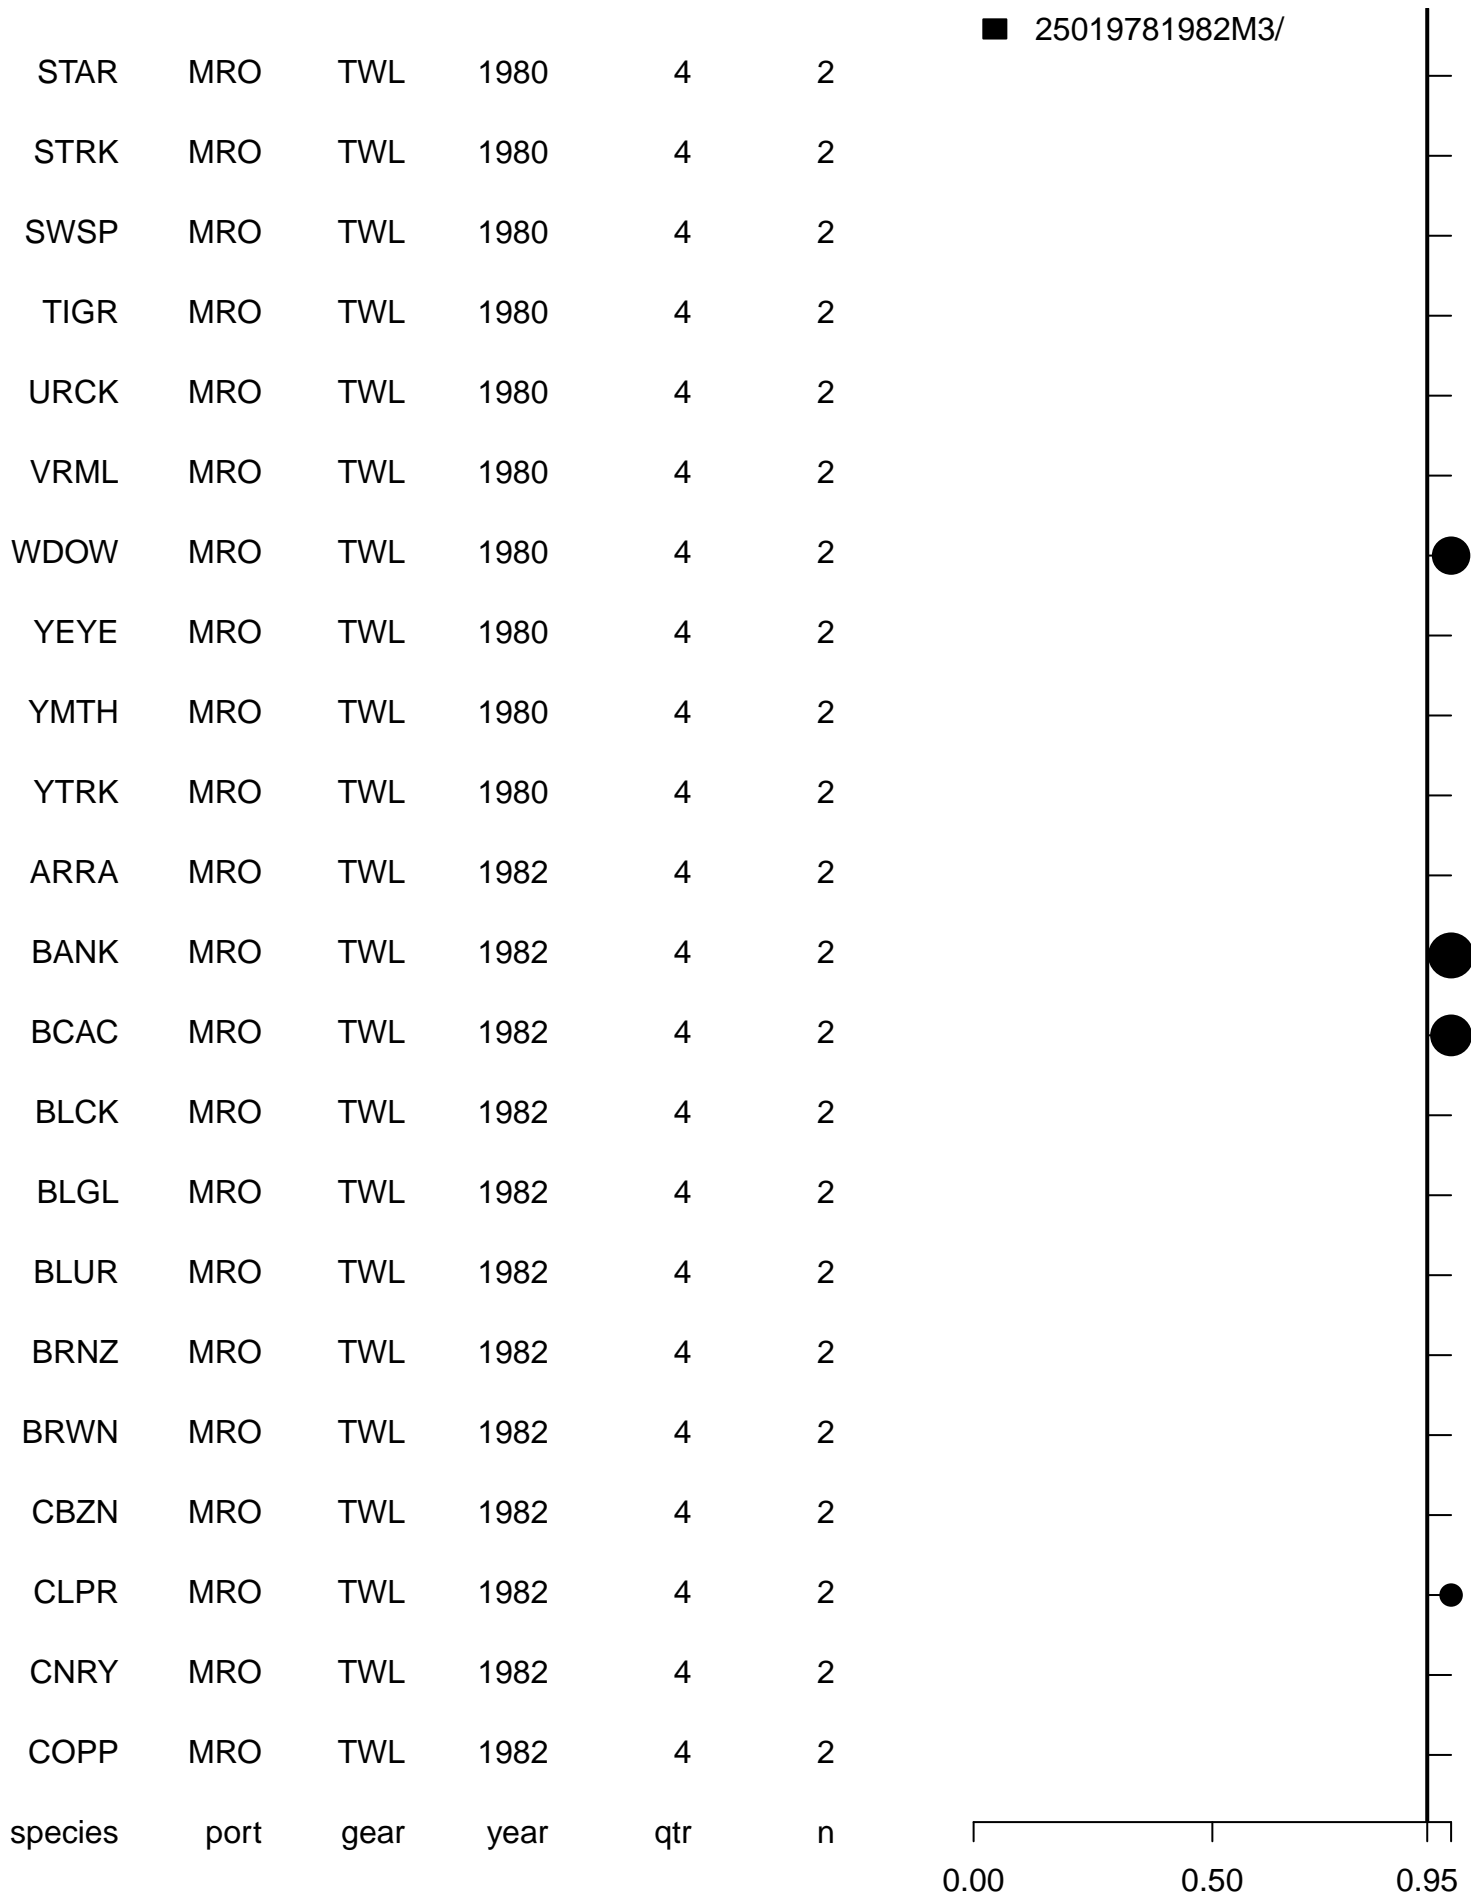 25019781982M3/
STAR MRO TWL 1980 4 2
STRK MRO TWL 1980 4 2
SWSP MRO TWL 1980 4 2
TIGR MRO TWL 1980 4 2
URCK MRO TWL 1980 4 2
VRML MRO TWL 1980 4 2
WDOW MRO TWL 1980 4 2
YEYE MRO TWL 1980 4 2
YMTH MRO TWL 1980 4 2
YTRK MRO TWL 1980 4 2
ARRA MRO TWL 1982 4 2
BANK MRO TWL 1982 4 2
BCAC MRO TWL 1982 4 2
BLCK MRO TWL 1982 4 2
BLGL MRO TWL 1982 4 2
BLUR MRO TWL 1982 4 2
BRNZ MRO TWL 1982 4 2
BRWN MRO TWL 1982 4 2
CBZN MRO TWL 1982 4 2
CLPR MRO TWL 1982 4 2
CNRY MRO TWL 1982 4 2
COPP MRO TWL 1982 4 2
species port gear year qtr n
0.00 0.50 0.95